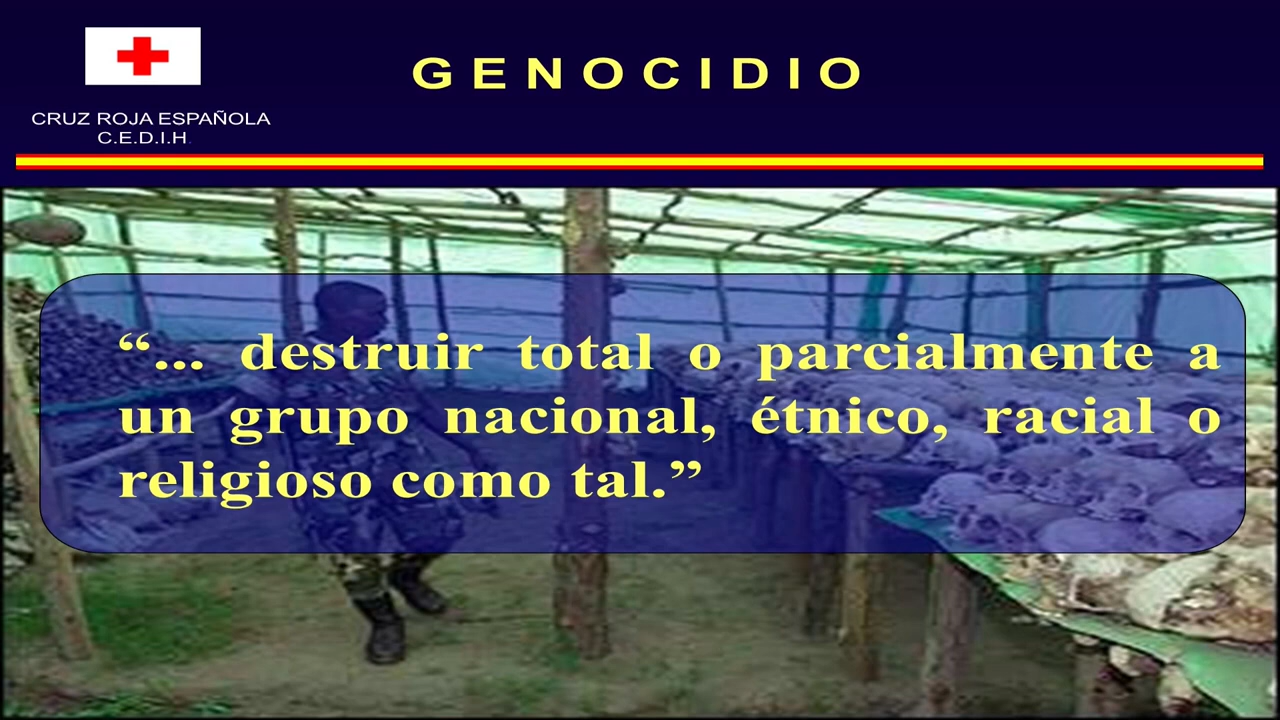 GENOCIDIO
CRUZ ROJA ESPAÑOLA
C.E.D.I.H.
“... destruir total o parcialmente a
un grupo nacional, étnico, racial o
religioso como tal.”